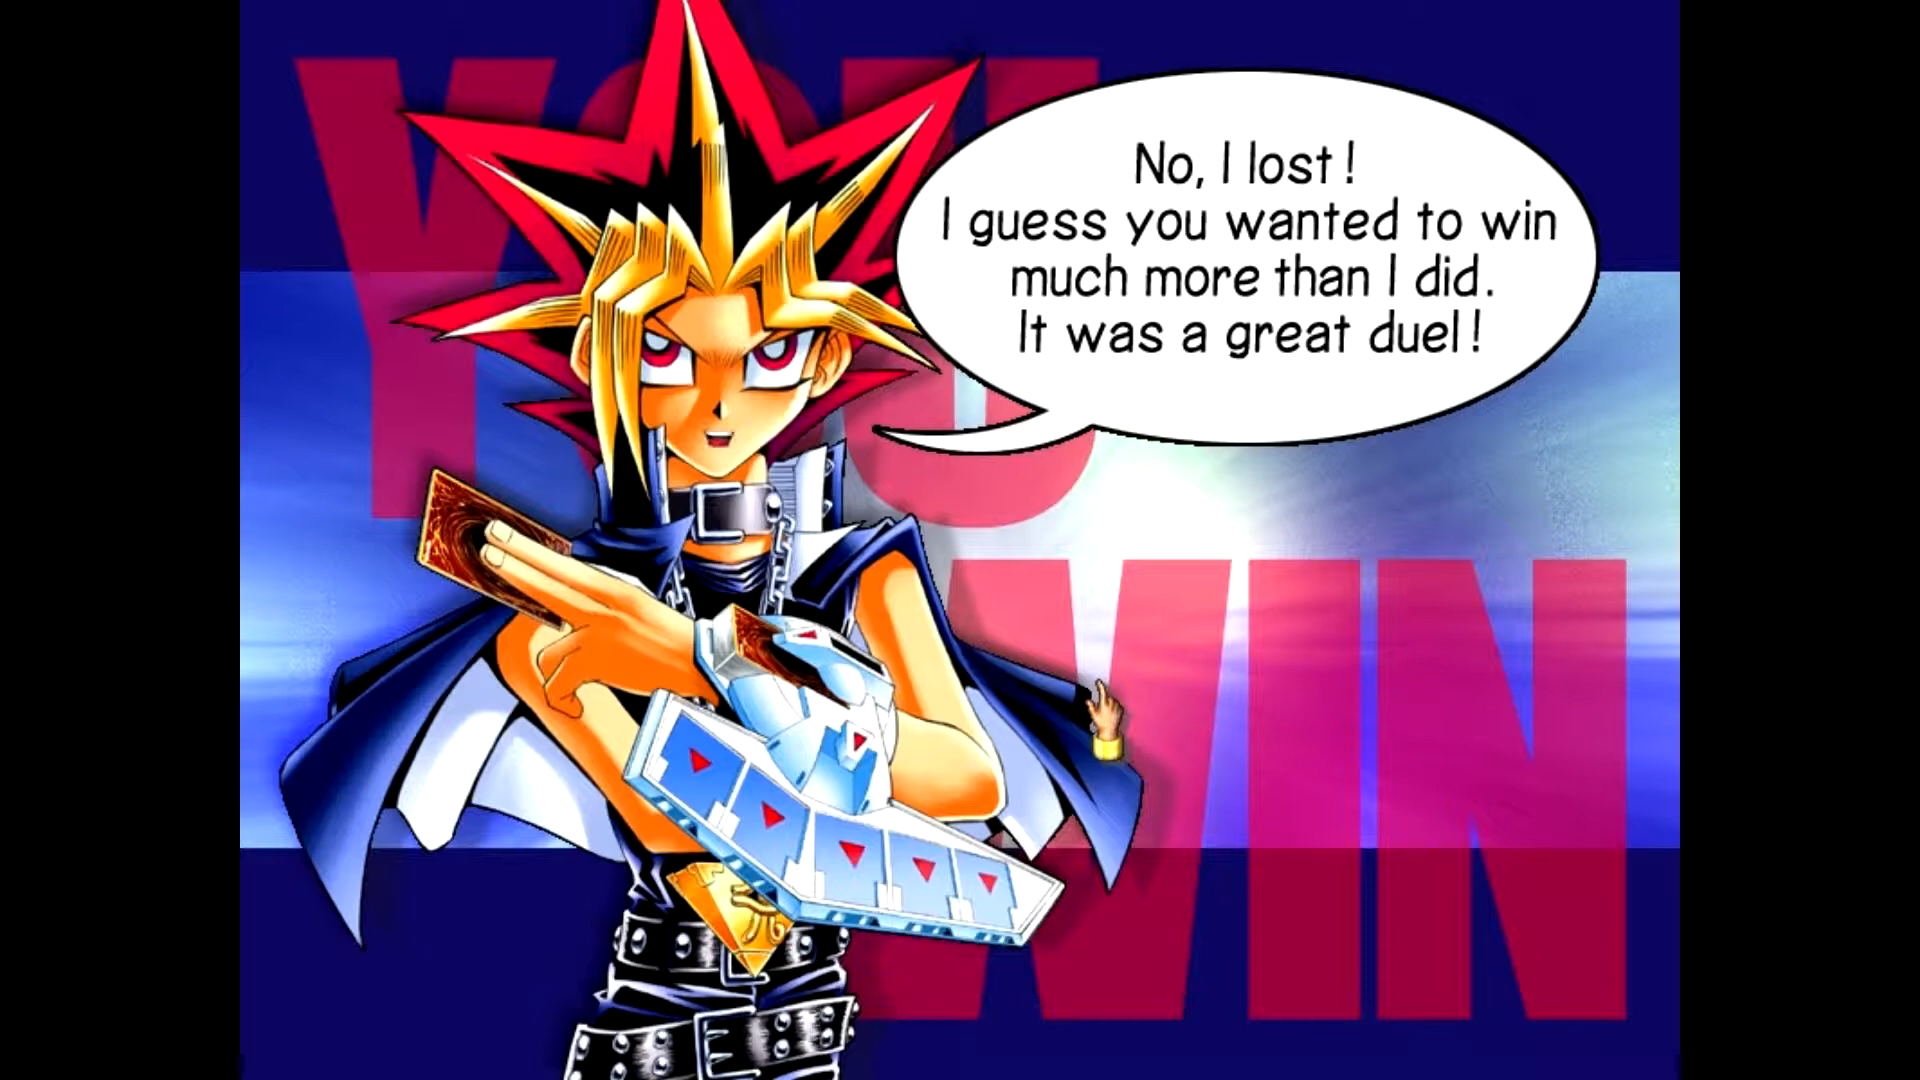 YOU
WIN
No, I lost!
I guess you wanted to win
much more than I did.
It was a great duel!